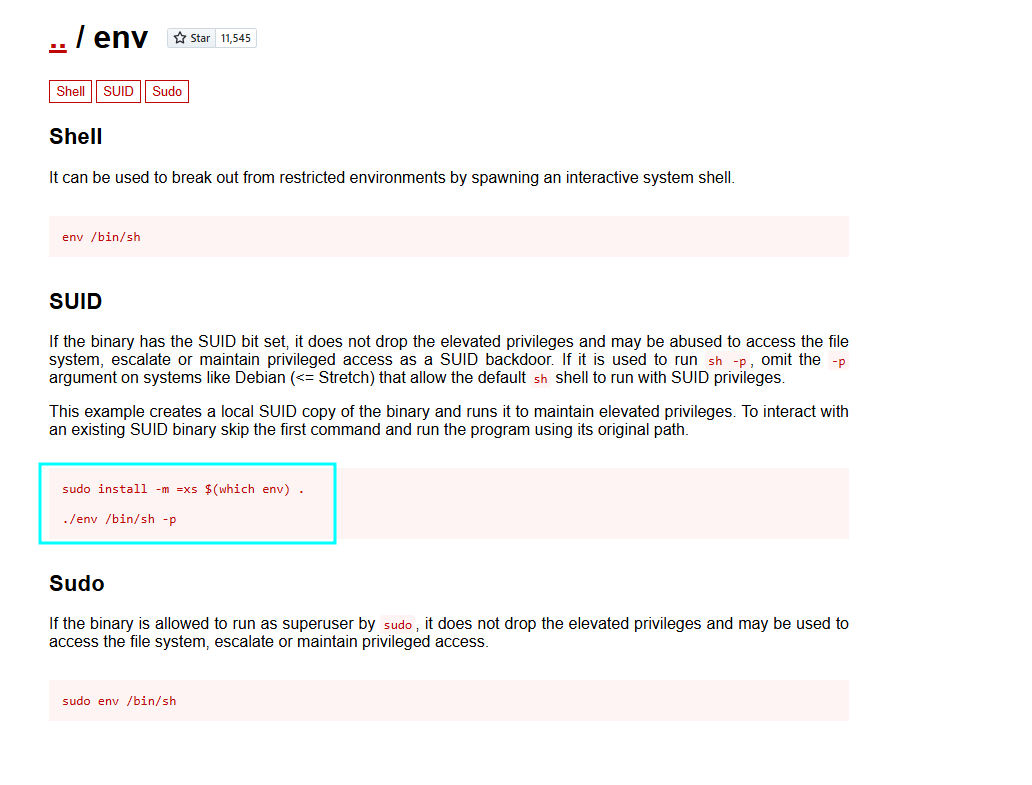 .. / env Star 11,545
Shell SUID Sudo
Shell
It can be used to break out from restricted environments by spawning an interactive system shell.
env /bin/sh
SUID
If the binary has the SUID bit set, it does not drop the elevated privileges and may be abused to access the file
system, escalate or maintain privileged access as a SUID backdoor. If it is used to run sh -p, omit the -p
argument on systems like Debian (<= Stretch) that allow the default sh shell to run with SUID privileges.
This example creates a local SUID copy of the binary and runs it to maintain elevated privileges. To interact with
an existing SUID binary skip the first command and run the program using its original path.
sudo install -m =xs $(which env) .
./env /bin/sh -p
Sudo
If the binary is allowed to run as superuser by sudo, it does not drop the elevated privileges and may be used to
access the file system, escalate or maintain privileged access.
sudo env /bin/sh